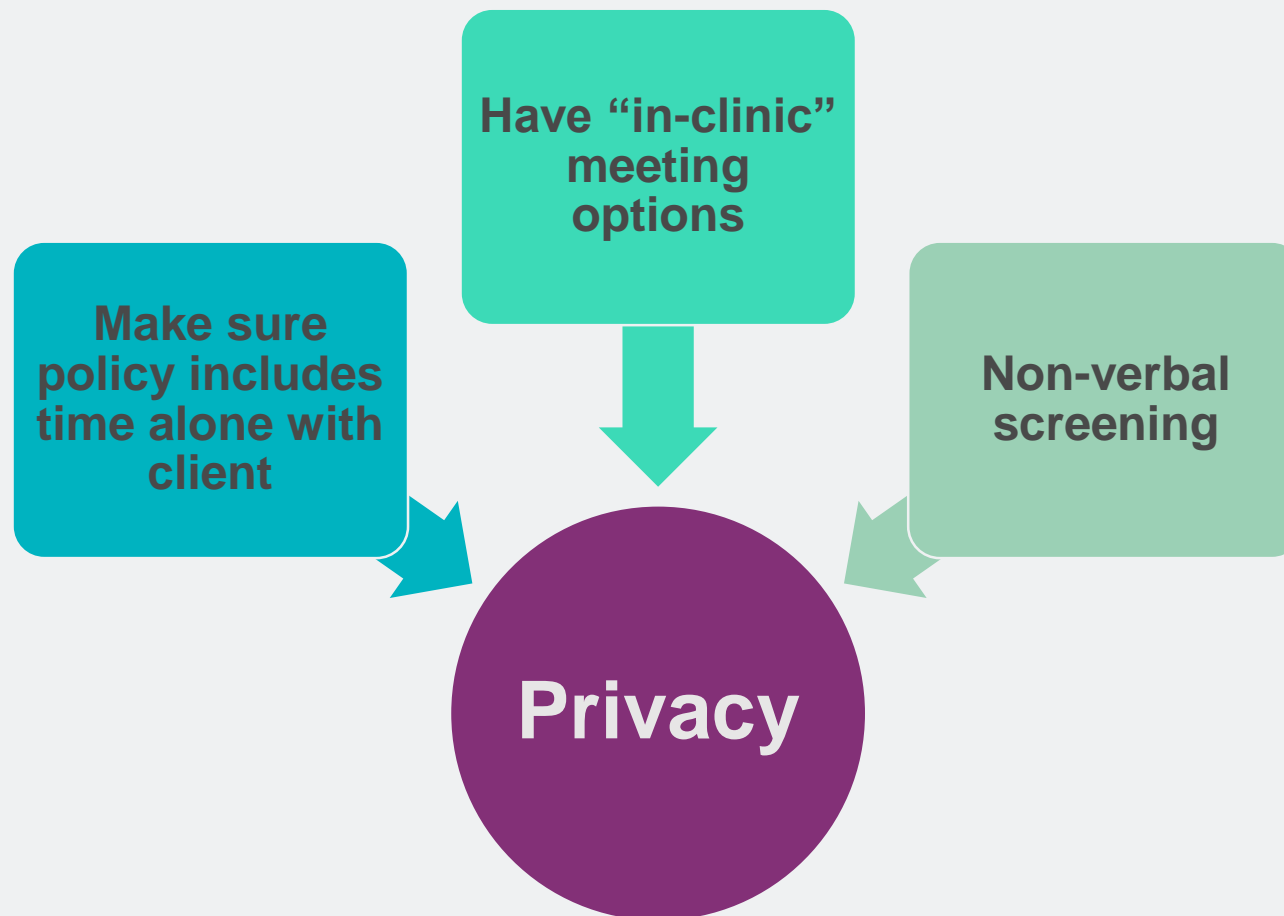 Have “in-clinic”
meeting
options
Make sure
policy includes
time alone with
client
Non-verbal
screening
Privacy